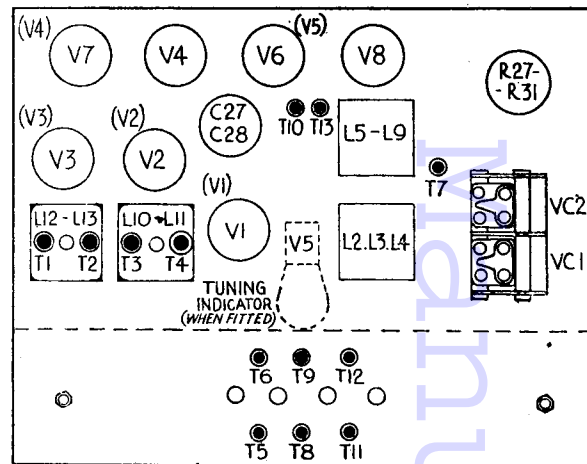 (V4) V7 V4 V6 (V5) V8
R27-
-R31
(V3) V3 (V2) V2
C27
C28
T10 T13
L5-L9
T7
L12-L13
T1 T2
L10-L11
T3 T4
(V1)
V1
V5
L2.L3.L4
VC2
VC1
TUNING
INDICATOR
(WHEN FITTED)
T6 T9 T12
T5 T8 T11
Manu